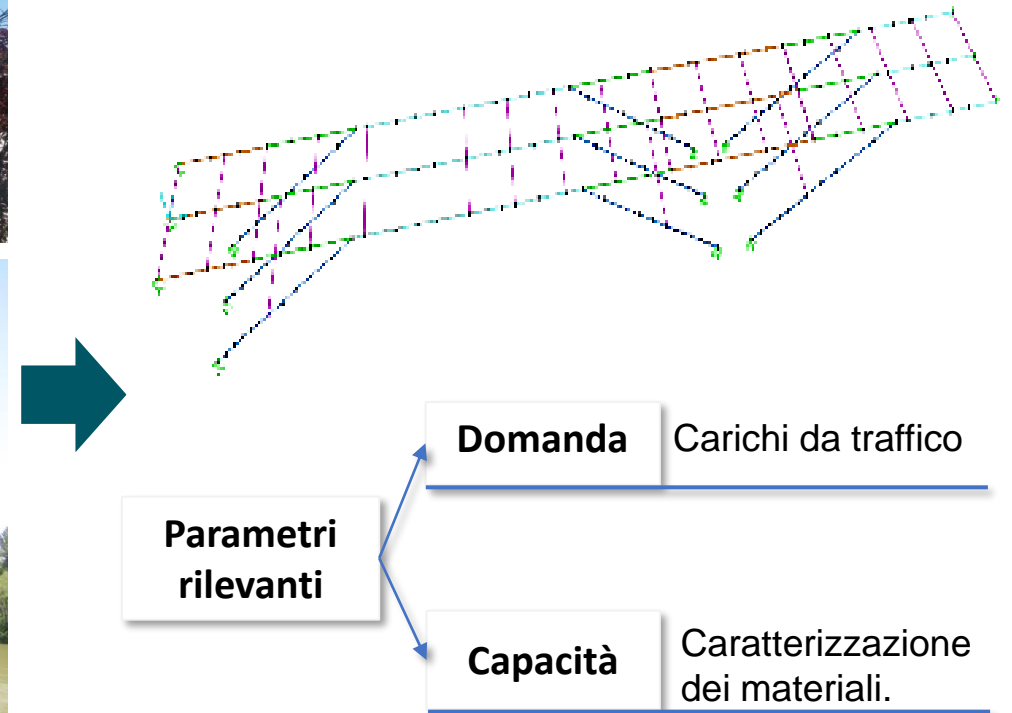 Domanda
Carichi da traffico
Parametri
rilevanti
Capacità
Caratterizzazione
dei materiali.